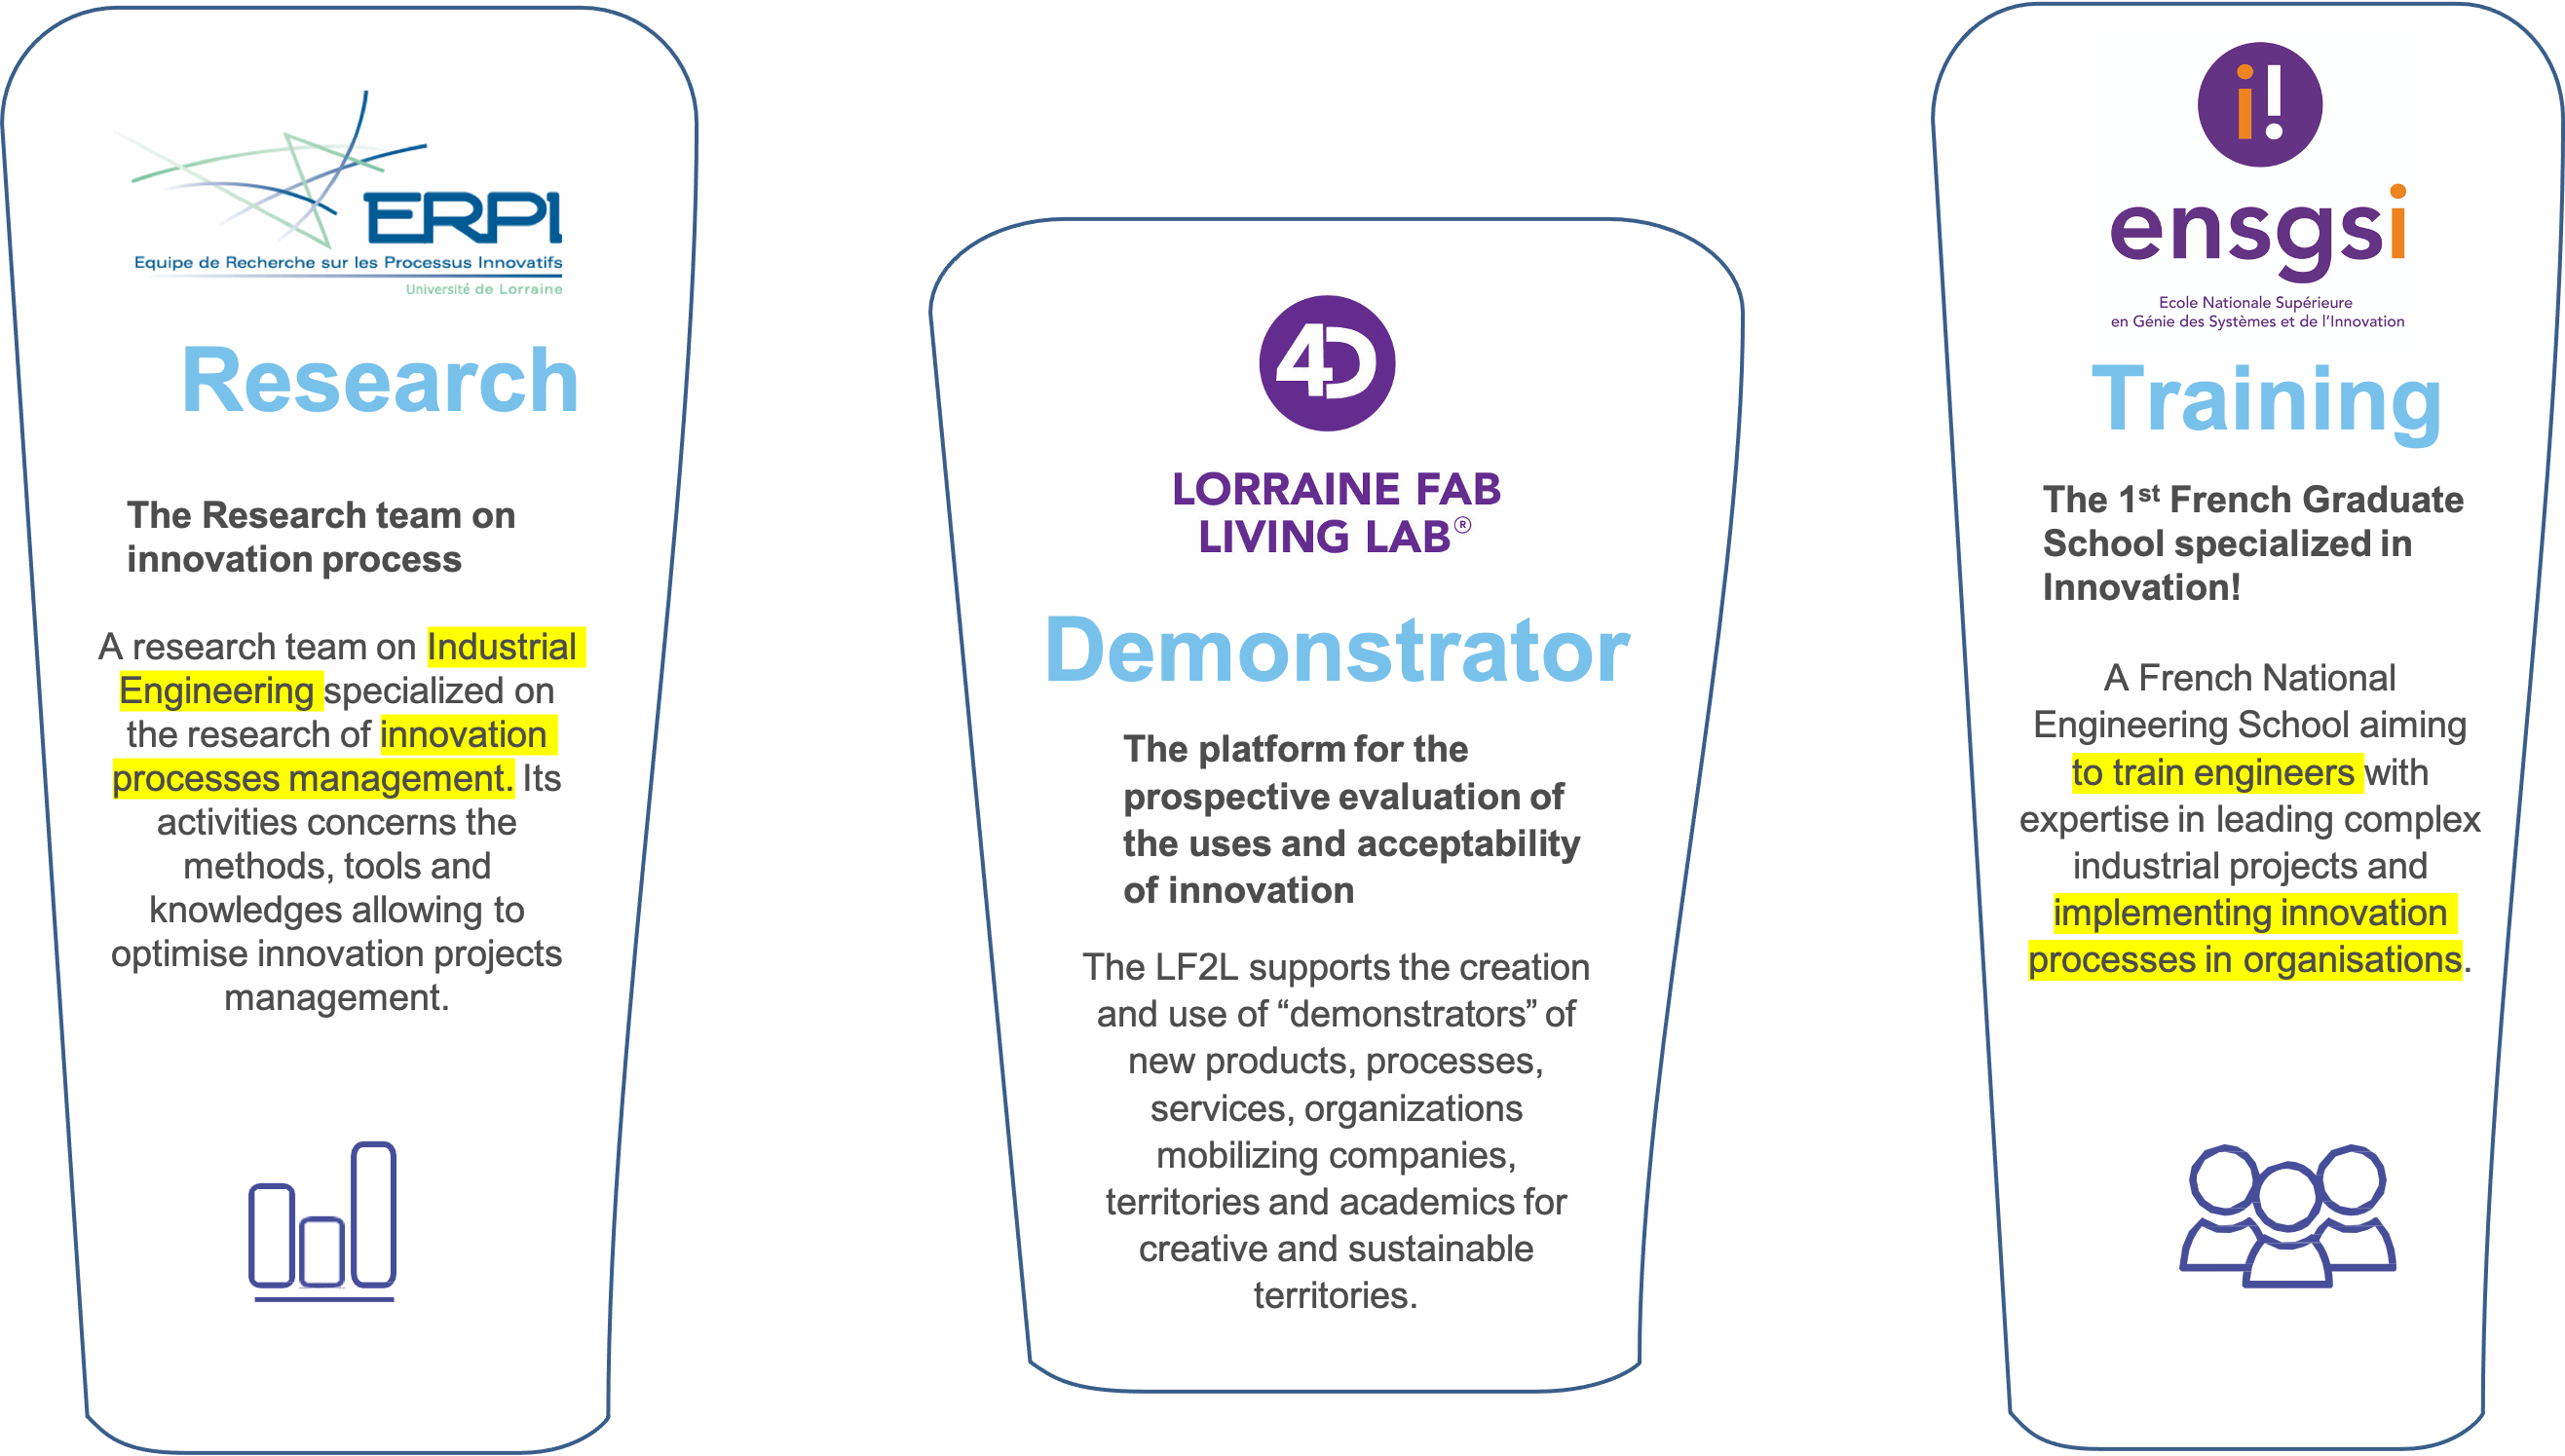 ERPI
Equipe de Recherche sur les Processus Innovatifs
Université de Lorraine
Research
The Research team on
innovation process
A research team on Industrial
Engineering specialized on
the research of innovation
processes management. Its
activities concerns the
methods, tools and
knowledges allowing to
optimise innovation projects
management.
4D
LORRAINE FAB
LIVING LAB®
Demonstrator
The platform for the
prospective evaluation of
the uses and acceptability
of innovation
The LF2L supports the creation
and use of “demonstrators” of
new products, processes,
services, organizations
mobilizing companies,
territories and academics for
creative and sustainable
territories.
i!
ensgsi
Ecole Nationale Supérieure
en Génie des Systèmes et de l’Innovation
Training
The 1st French Graduate
School specialized in
Innovation!
A French National
Engineering School aiming
to train engineers with
expertise in leading complex
industrial projects and
implementing innovation
processes in organisations.